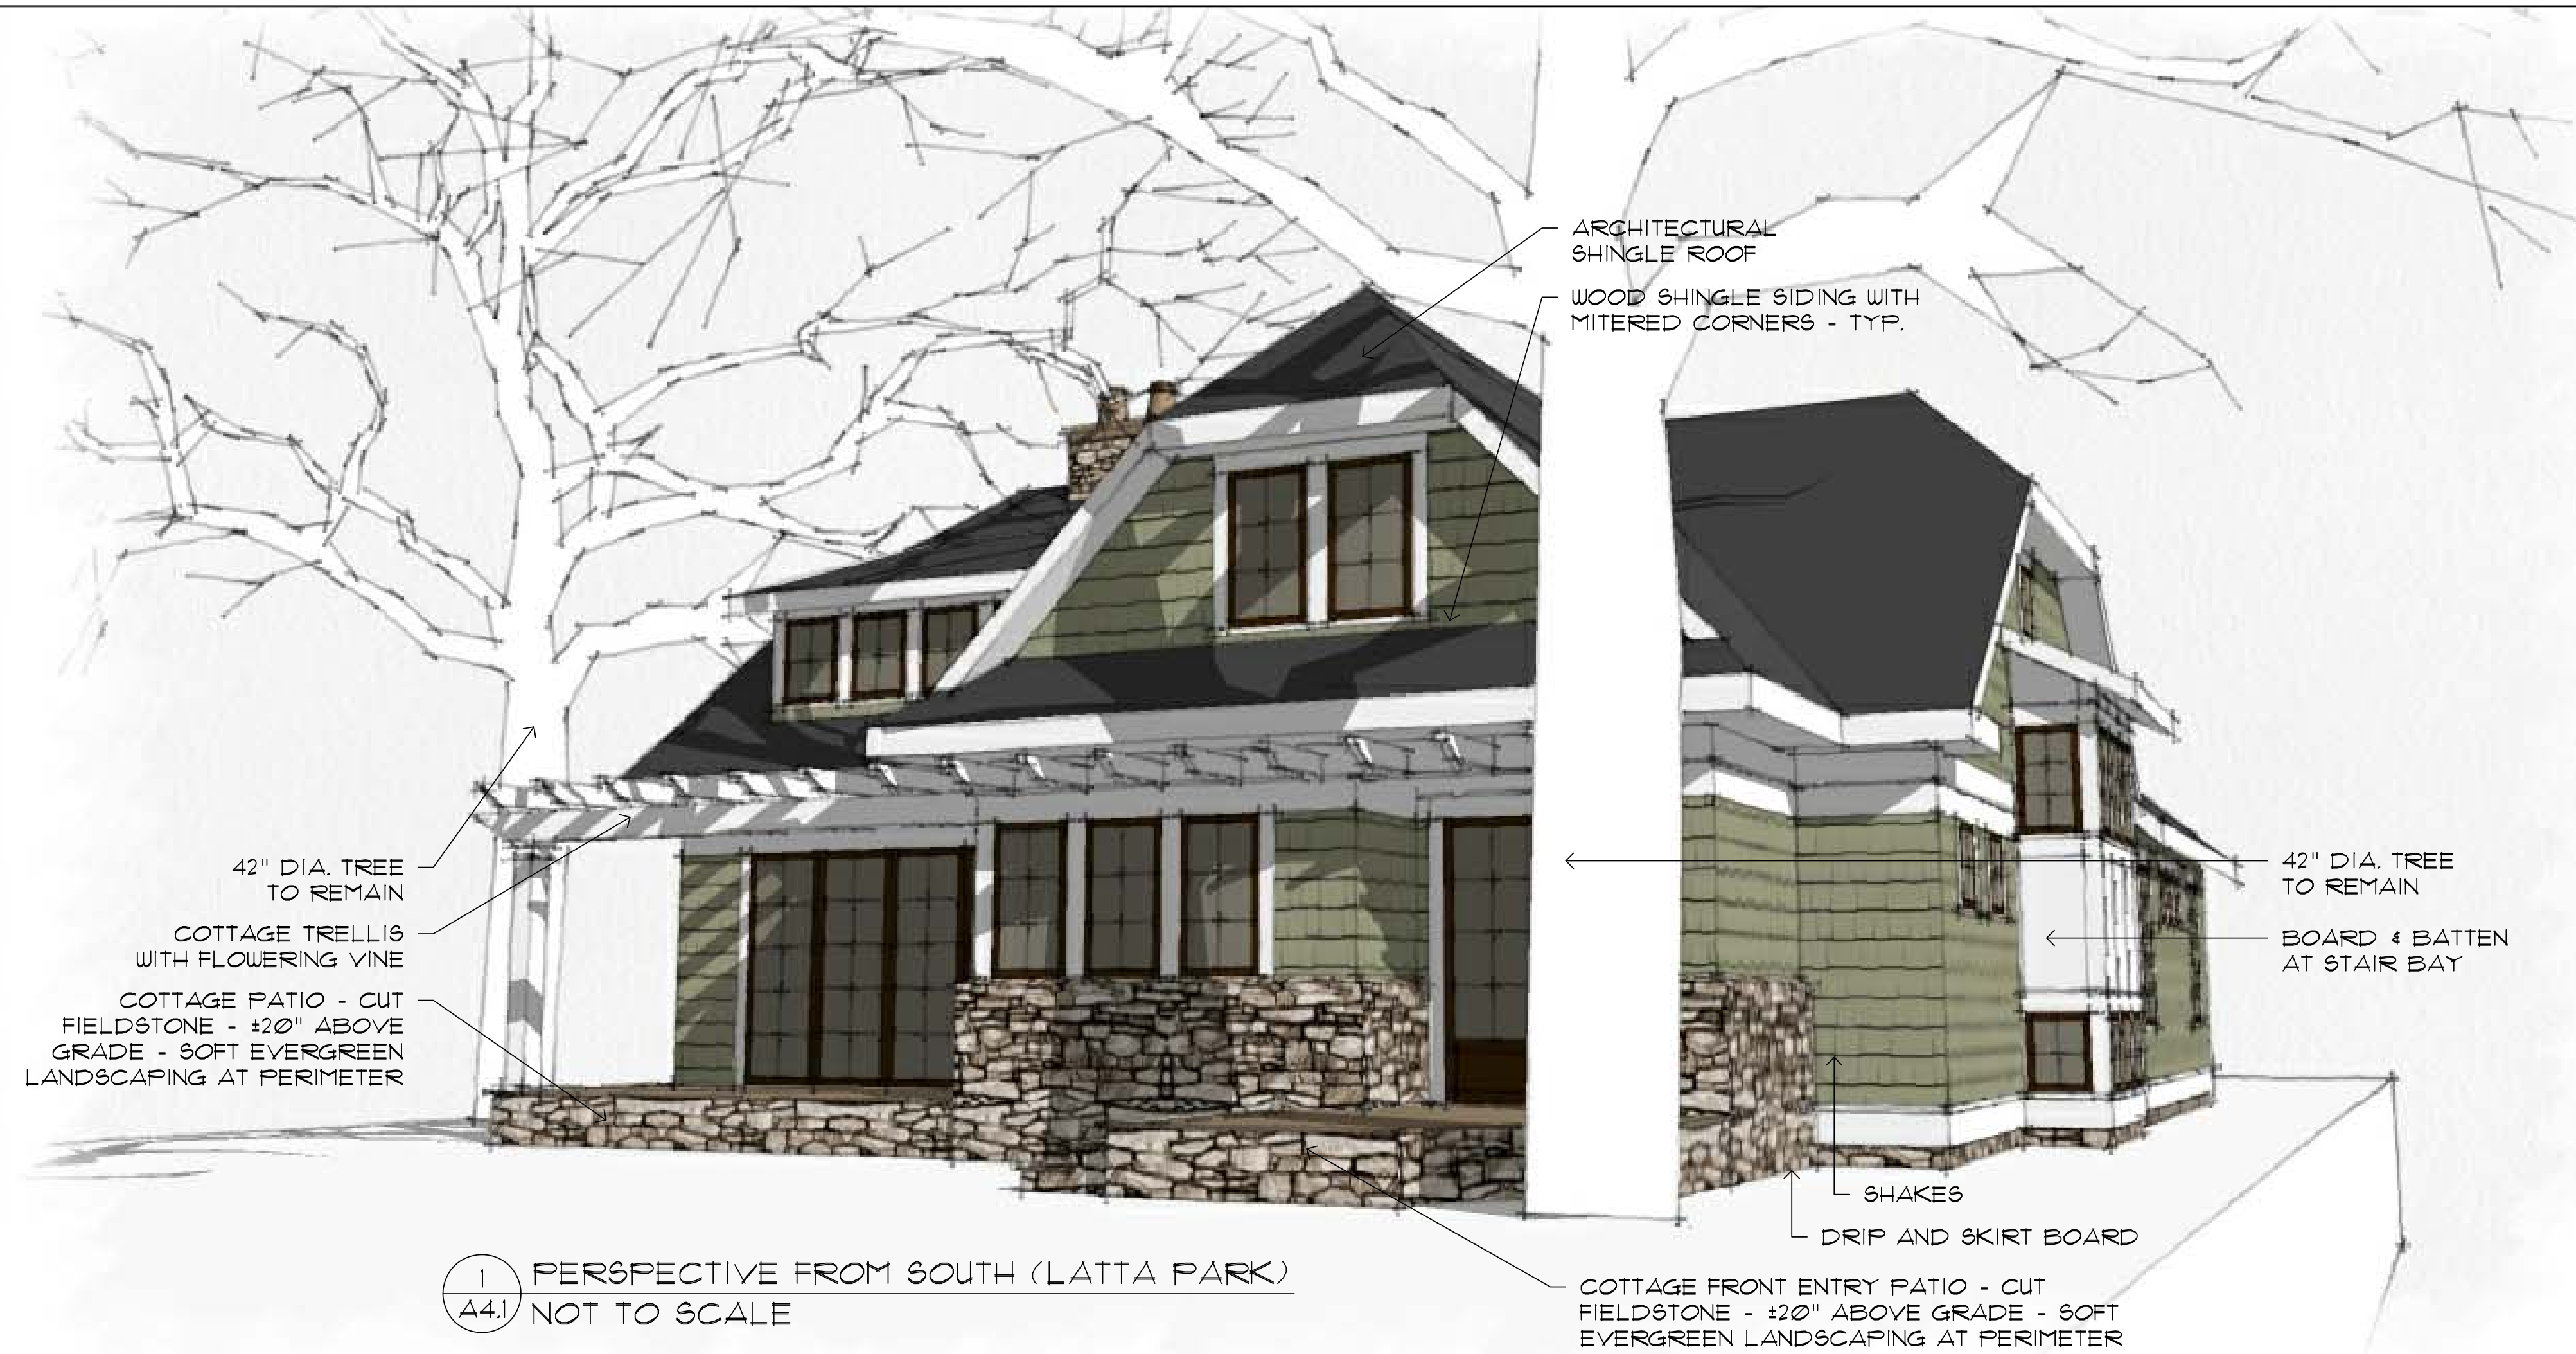 ARCHITECTURAL
SHINGLE ROOF
WOOD SHINGLE SIDING WITH
MITERED CORNERS - TYP.
42" DIA. TREE
TO REMAIN
COTTAGE TRELLIS
WITH FLOWERING VINE
COTTAGE PATIO - CUT
FIELDSTONE - ±20" ABOVE
GRADE - SOFT EVERGREEN
LANDSCAPING AT PERIMETER
42" DIA. TREE
TO REMAIN
BOARD & BATTEN
AT STAIR BAY
SHAKES
DRIP AND SKIRT BOARD
COTTAGE FRONT ENTRY PATIO - CUT
FIELDSTONE - ±20" ABOVE GRADE - SOFT
EVERGREEN LANDSCAPING AT PERIMETER
1
A4.1
PERSPECTIVE FROM SOUTH (LATTA PARK)
NOT TO SCALE